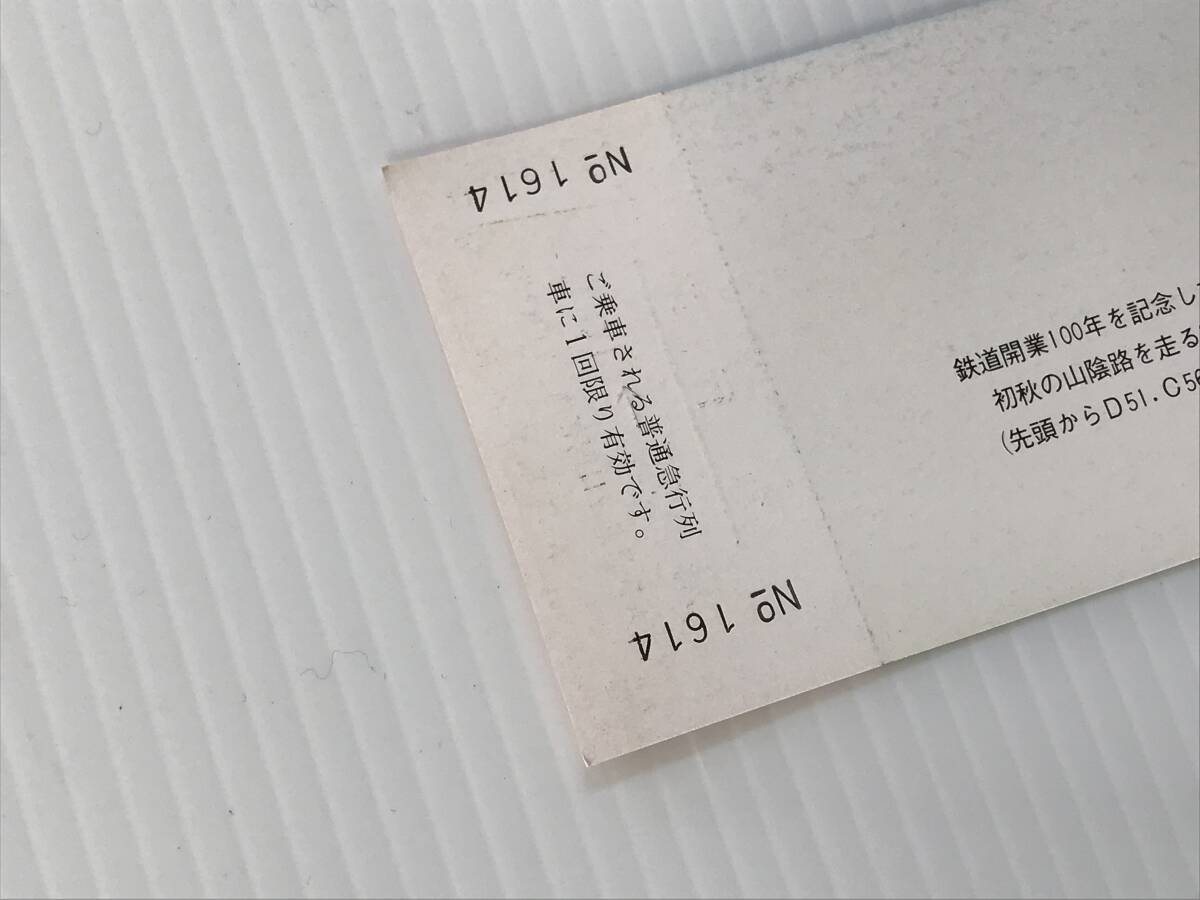 № 1614
ご乗車される普通急行列
車に1回限り有効です。
№ 1614
鉄道開業100年を記念し
初秋の山陰路を走る
(先頭からD51.C56